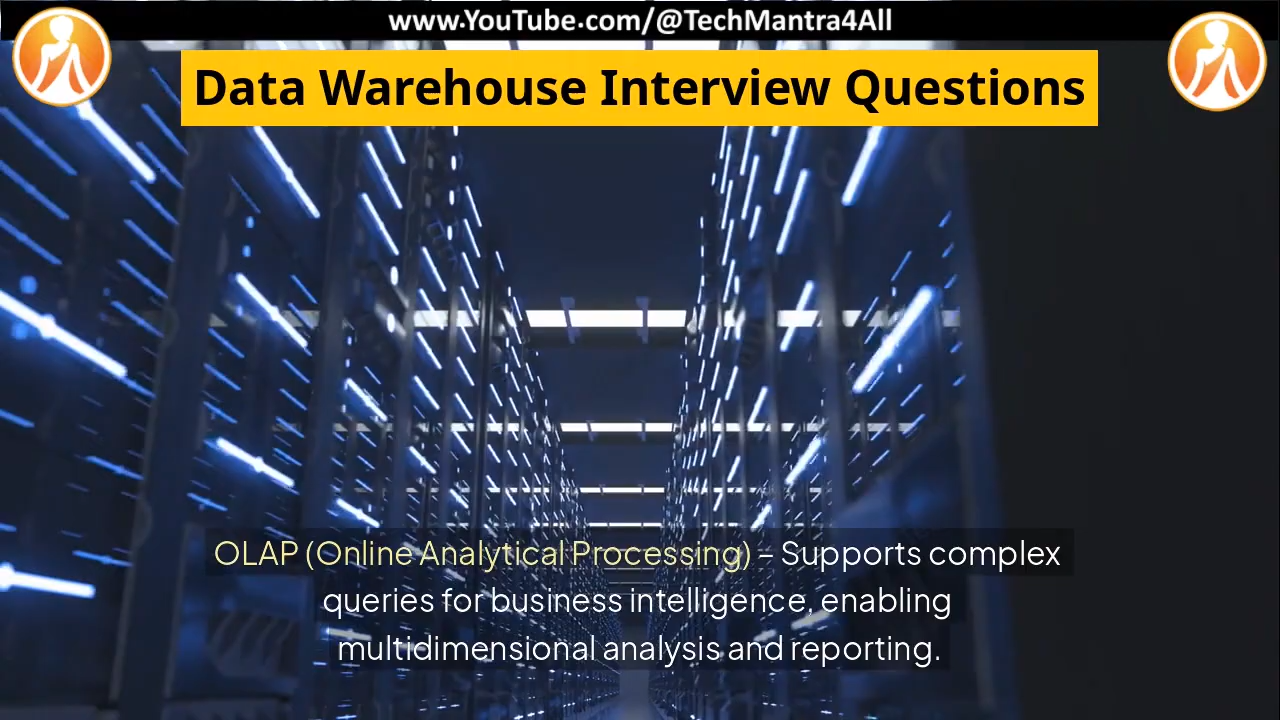 www.YouTube.com/@TechMantra4All
Data Warehouse Interview Questions
OLAP (Online Analytical Processing) – Supports complex
queries for business intelligence, enabling
multidimensional analysis and reporting.